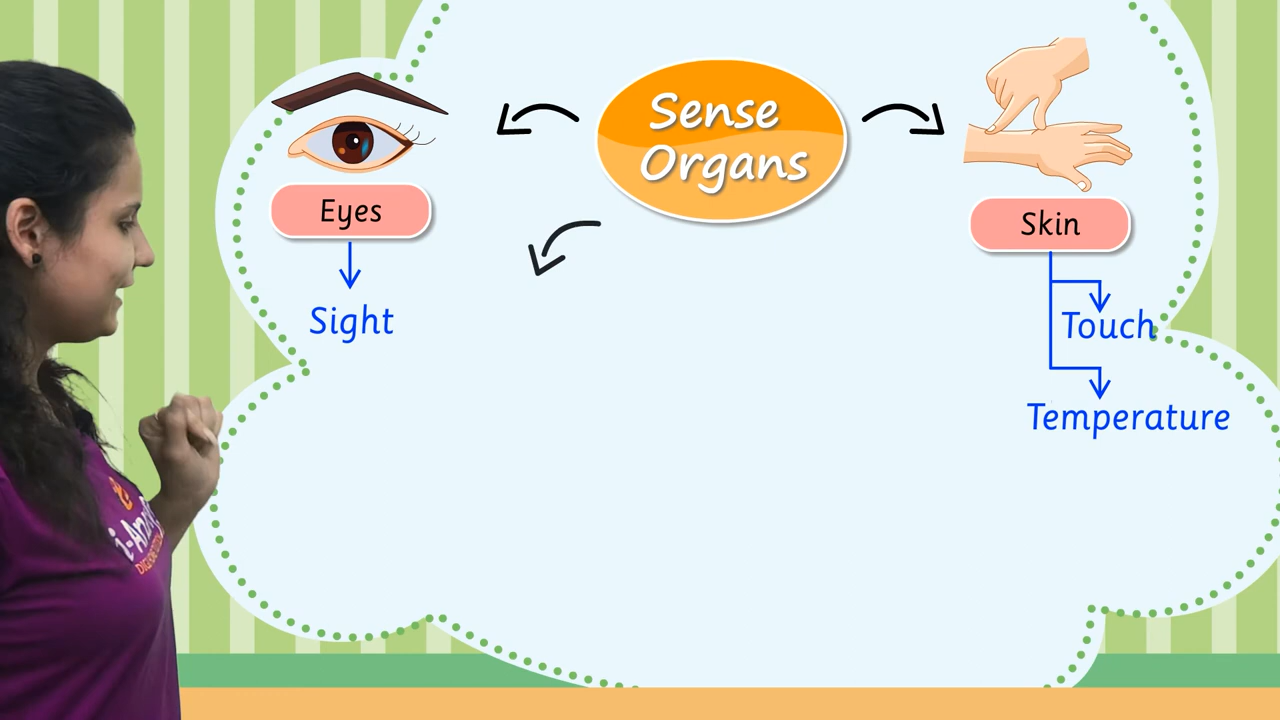 Sense
Organs
Eyes
Skin
Sight
Touch
Temperature